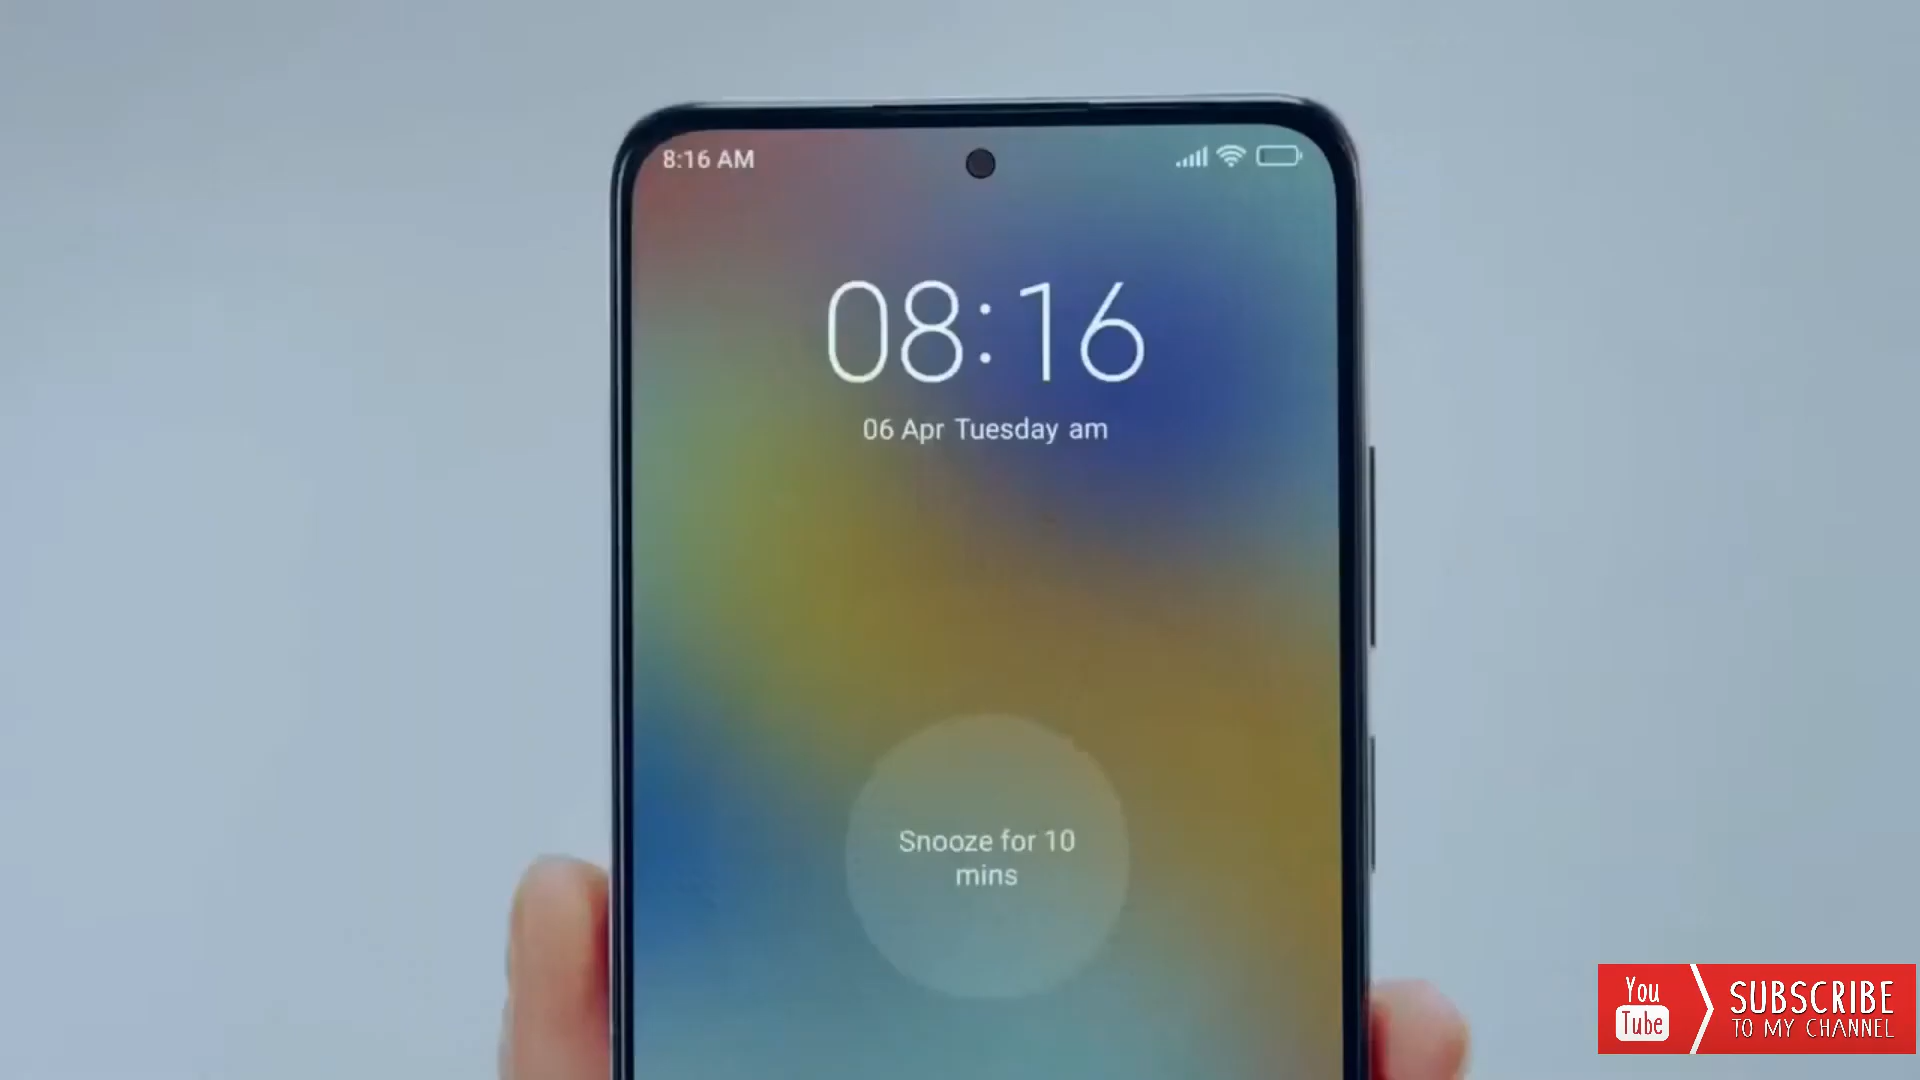 8:16 AM
08:16
06 Apr Tuesday am
Snooze for 10
mins
You
Tube
SUBSCRIBE
TO MY CHANNEL